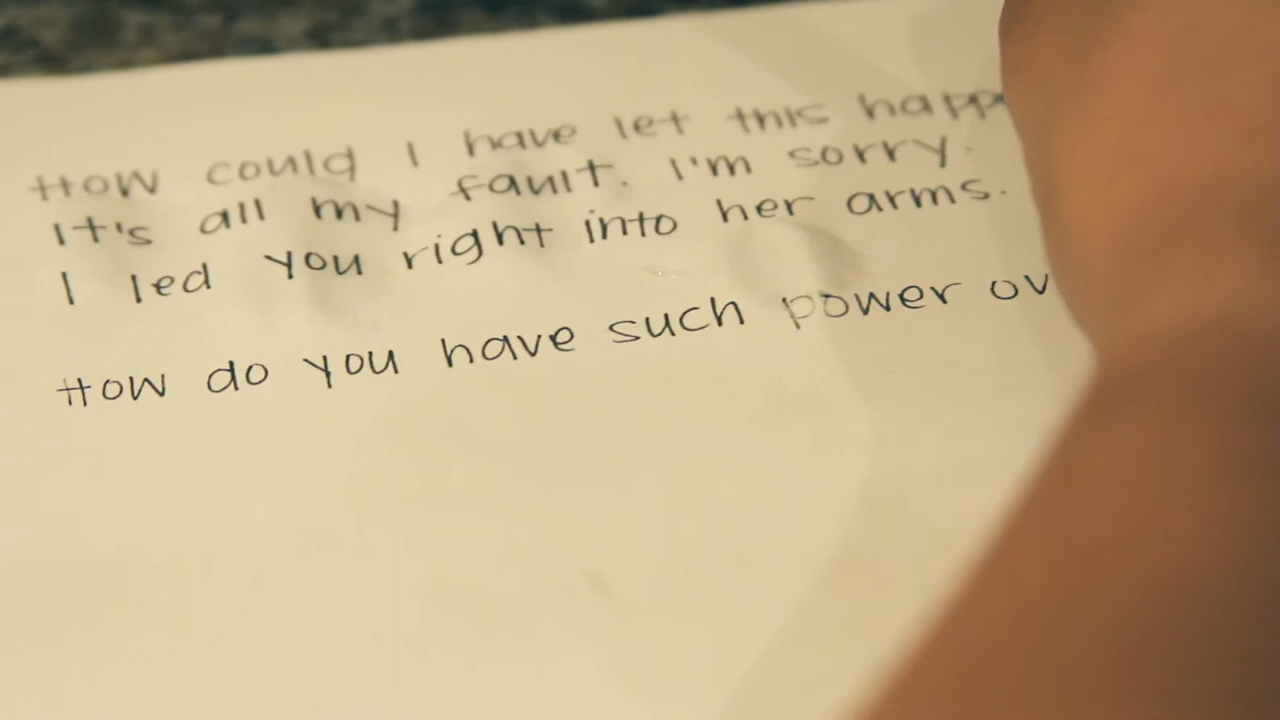 How could I have let this happ
It's all my fault. I'm sorry.
I led you right into her arms.
How do you have such power ov